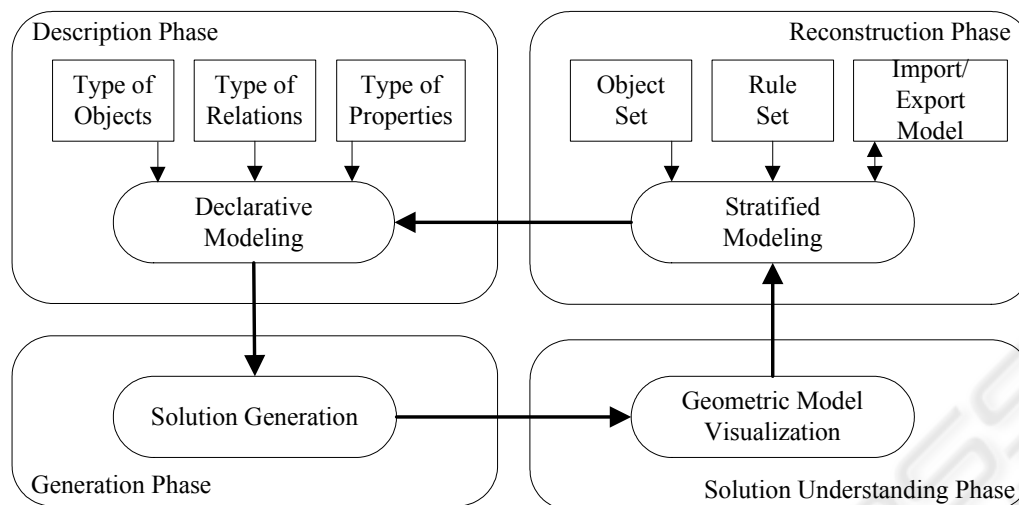 Description Phase
Type of
Objects
Type of
Relations
Type of
Properties
Declarative
Modeling
Reconstruction Phase
Object
Set
Rule
Set
Import/
Export
Model
Stratified
Modeling
Solution Generation
Generation Phase
Geometric Model
Visualization
Solution Understanding Phase